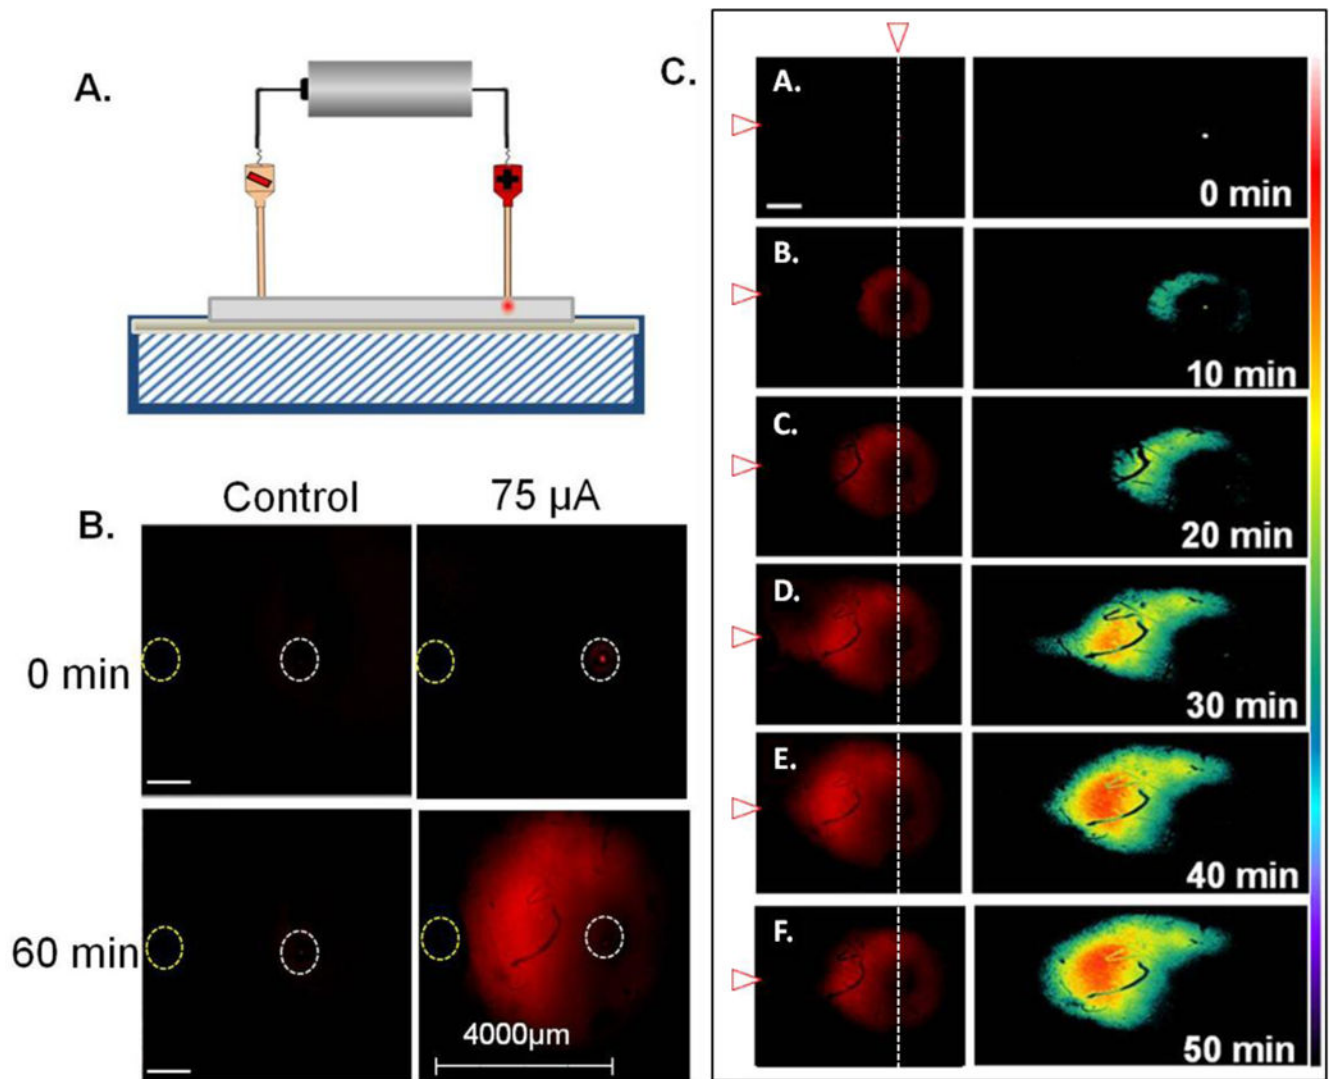 A.
B.
Control
75 µA
0 min
60 min
4000µm
C.
A.
0 min
B.
10 min
C.
20 min
D.
30 min
E.
40 min
F.
50 min